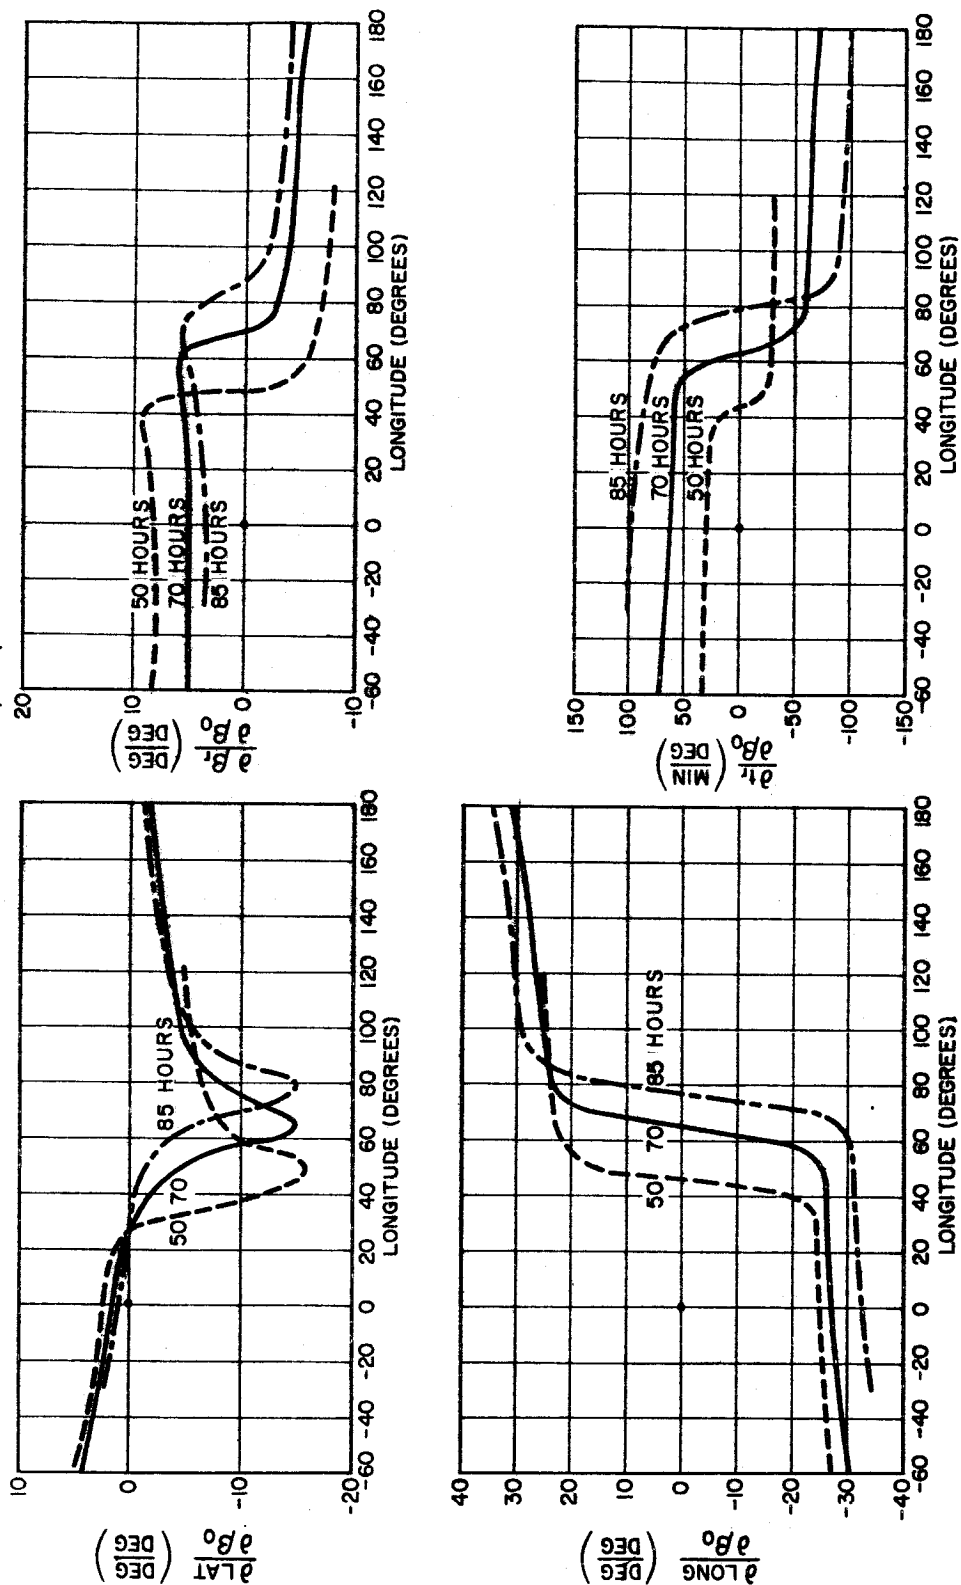 ∂ LAT
∂ β₀
( DEG
DEG )
10
0
-10
-20
50
70
85 HOURS
-60 -40 -20 0 20 40 60 80 100 120 140 160 180
LONGITUDE (DEGREES)
∂ βr
∂ β₀
( DEG
DEG )
20
10
0
-10
50 HOURS
70 HOURS
85 HOURS
-60 -40 -20 0 20 40 60 80 100 120 140 160 180
LONGITUDE (DEGREES)
∂ LONG
∂ β₀
( DEG
DEG )
40
30
20
10
0
-10
-20
-30
-40
50
70
85 HOURS
-60 -40 -20 0 20 40 60 80 100 120 140 160 180
LONGITUDE (DEGREES)
∂ tr
∂ β₀
( MIN
DEG )
150
100
50
0
-50
-100
-150
85 HOURS
70 HOURS
50 HOURS
-60 -40 -20 0 20 40 60 80 100 120 140 160 180
LONGITUDE (DEGREES)